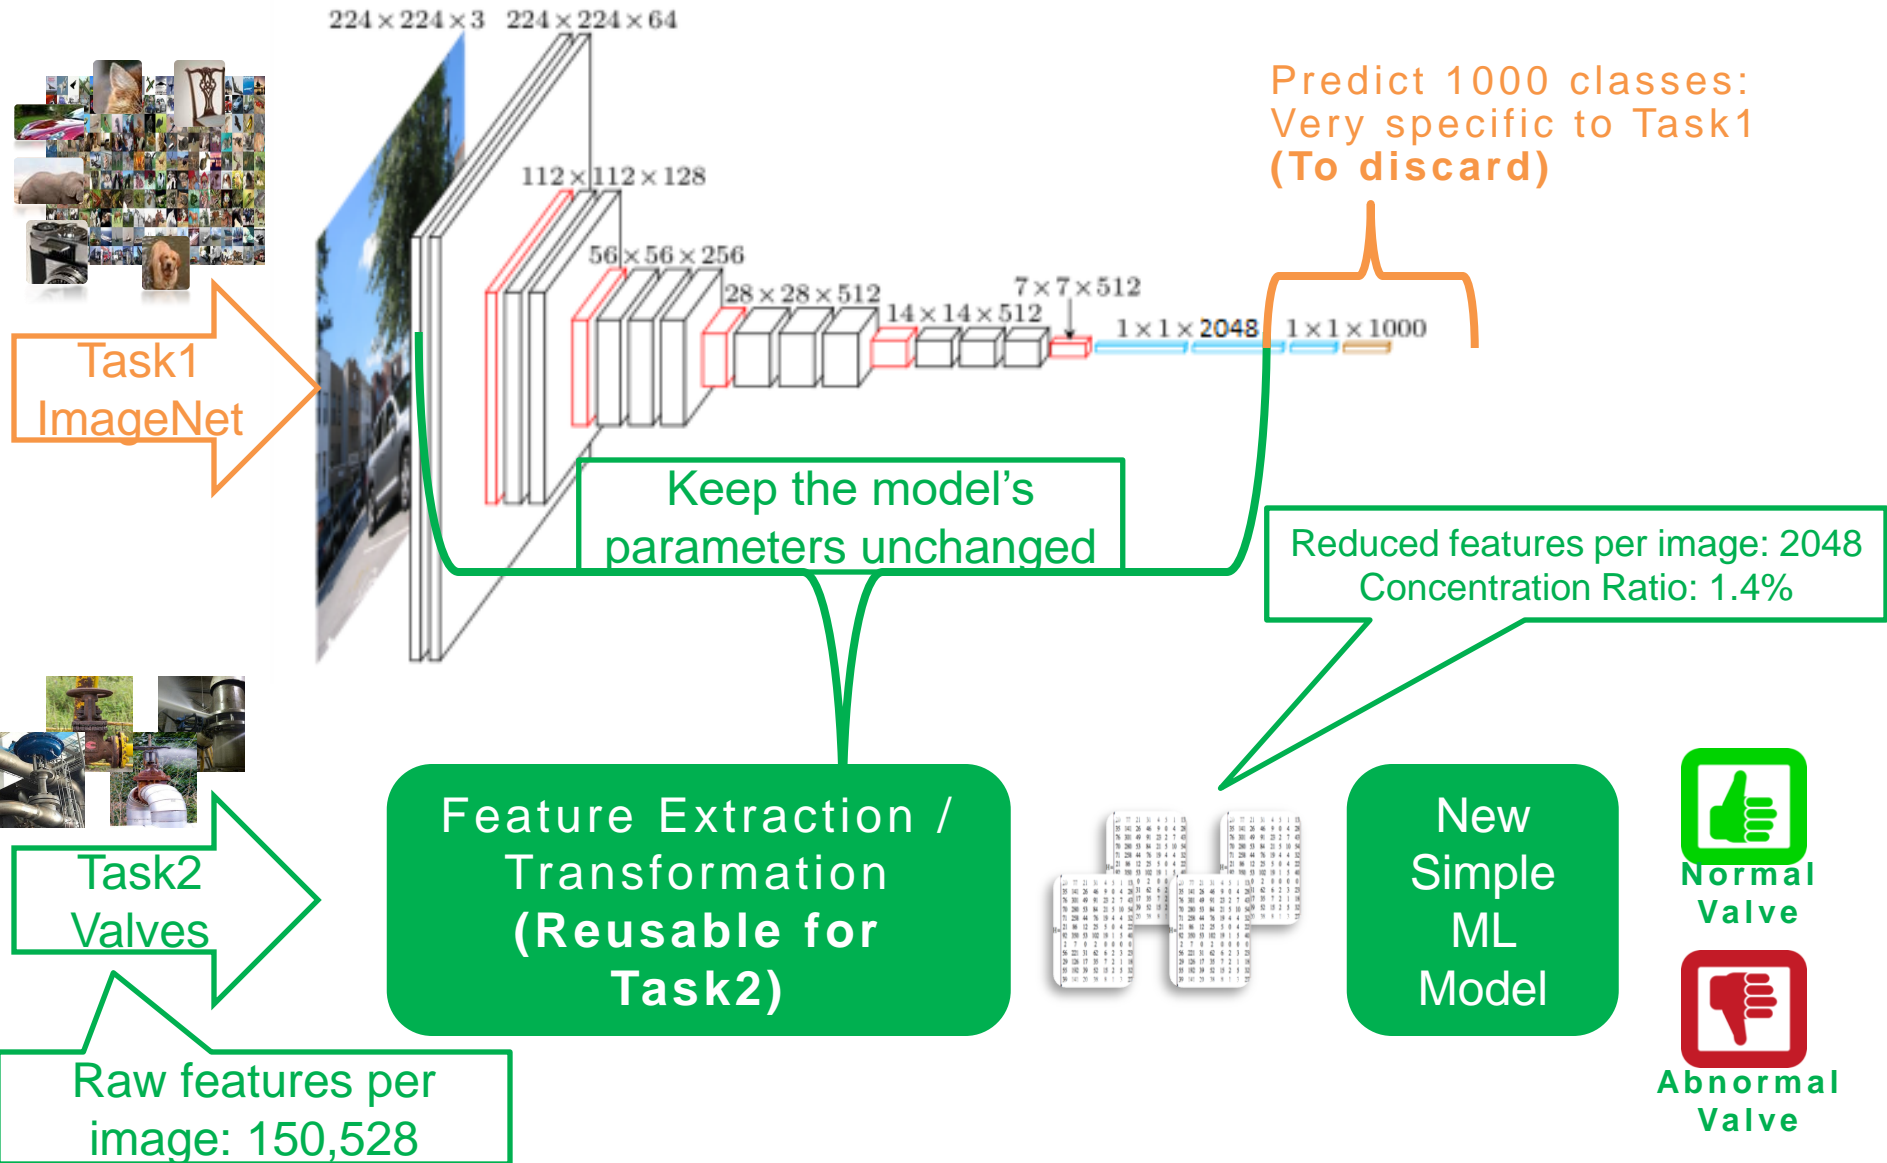 224 × 224 × 3
224 × 224 × 64
Predict 1000 classes:
Very specific to Task1
(To discard)
112 × 112 × 128
56 × 56 × 256
28 × 28 × 512
14 × 14 × 512
7 × 7 × 512
1 × 1 × 2048
1 × 1 × 1000
Task1
ImageNet
Keep the model's
parameters unchanged
Reduced features per image: 2048
Concentration Ratio: 1.4%
Task2
Valves
Feature Extraction /
Transformation
(Reusable for
Task2)
New
Simple
ML
Model
Normal
Valve
Abnormal
Valve
Raw features per
image: 150,528